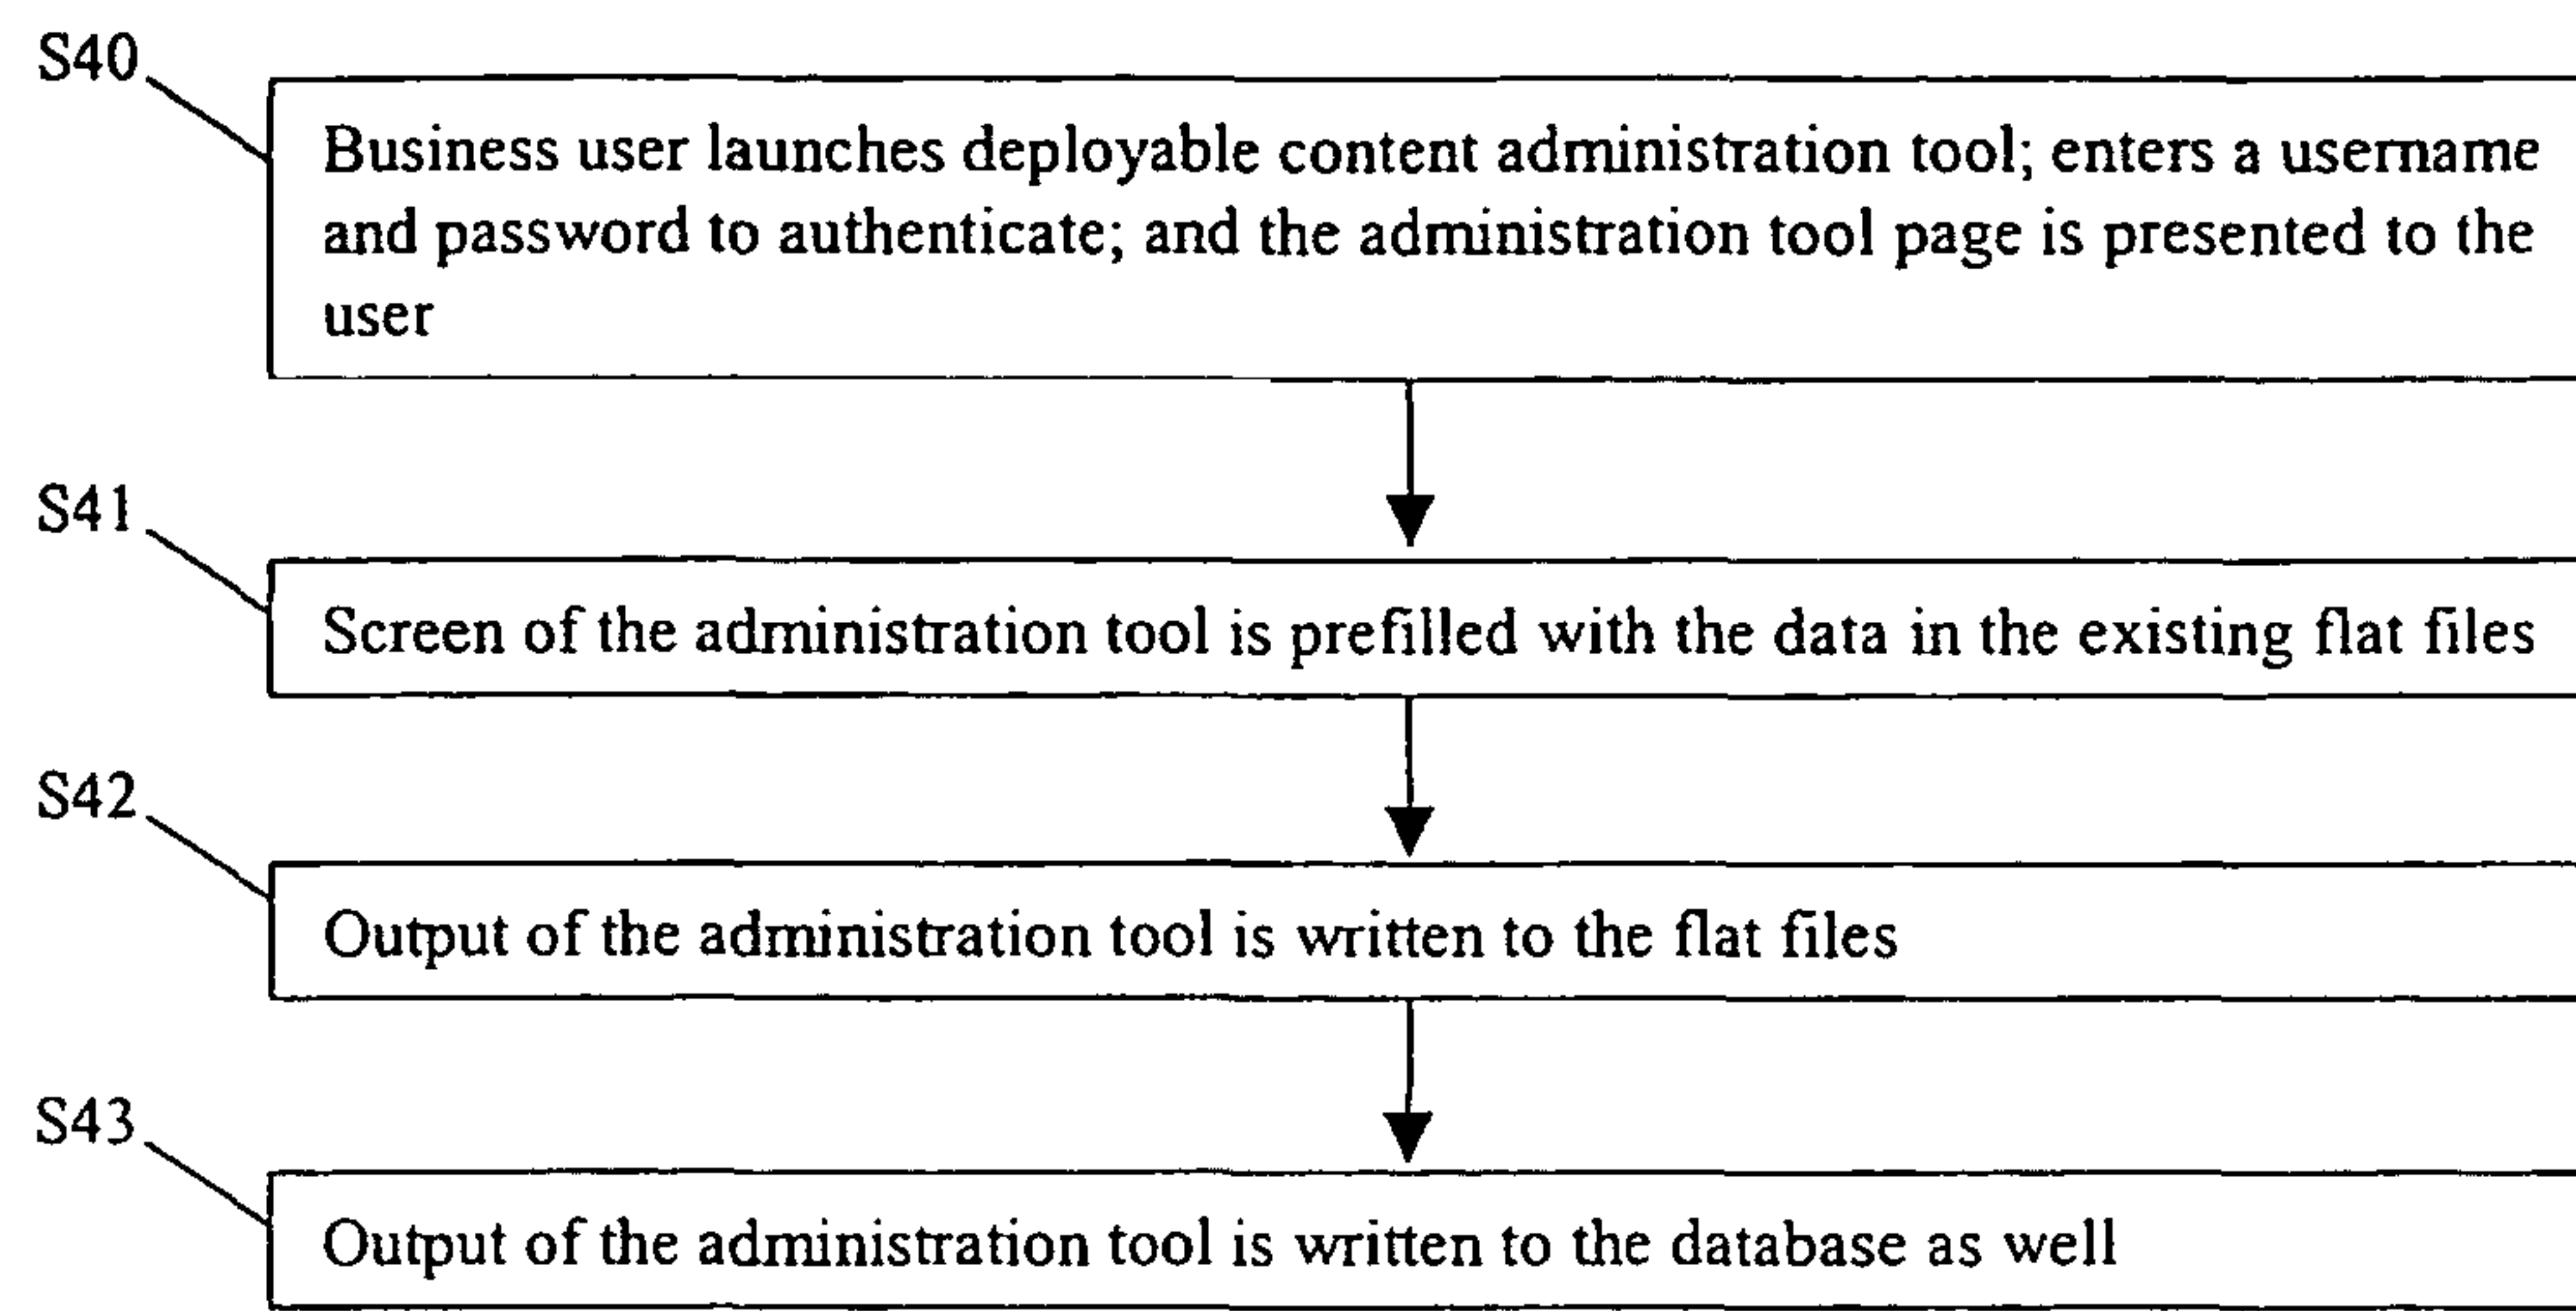 S40
Business user launches deployable content administration tool; enters a username
and password to authenticate; and the administration tool page is presented to the
user
S41
Screen of the administration tool is prefilled with the data in the existing flat files
S42
Output of the administration tool is written to the flat files
S43
Output of the administration tool is written to the database as well